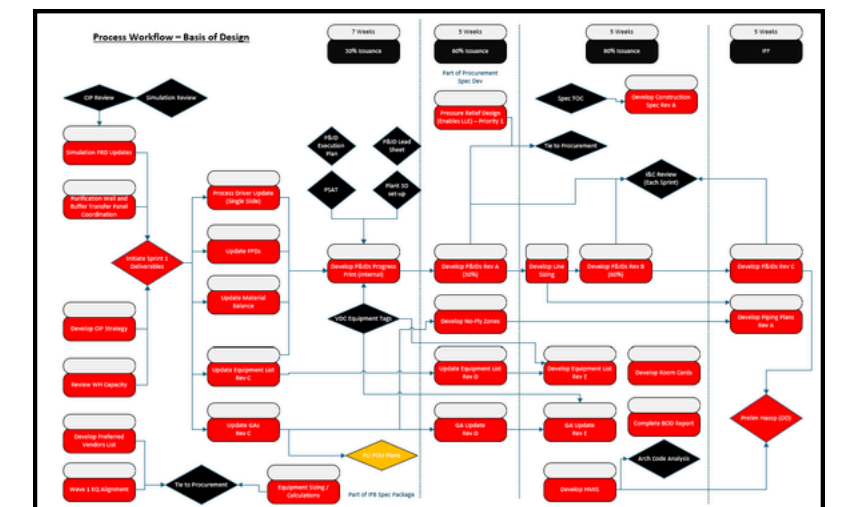 Process Workflow – Basis of Design
7 Weeks
30% Issuance
5 Weeks
60% Issuance
5 Weeks
90% Issuance
5 Weeks
IFF
Part of Procurement
Spec Dev
CIP Review
Simulation Review
Pressure Relief Design
(Enables LLE) – Priority 1
Spec TOC
Develop Construction
Spec Rev A
Simulation PRD Updates
P&ID
Execution
Plan
P&ID Lead
Sheet
Tie to Procurement
Purification Wall and
Buffer Transfer Panel
Coordination
Process Driver Update
(Single Slide)
PSAT
Plant 3D
set-up
I&C Review
(Each Sprint)
Initiate Sprint 1
Deliverables
Update PFDs
Develop P&IDs Progress
Print (Internal)
Develop P&IDs Rev A
(30%)
Develop Line
Sizing
Develop P&IDs Rev B
(60%)
Develop P&IDs Rev C
Update Material
Balance
Develop CIP Strategy
VDC Equipment Tags
Develop No-Fly Zones
Develop Piping Plans
Rev A
Review WH Capacity
Update Equipment List
Rev C
Update Equipment List
Rev D
Develop Equipment List
Rev E
Develop Room Cards
Develop Preferred
Vendors List
Update GAs
Rev C
GA Update
Rev D
GA Update
Rev E
Complete BOD Report
Prelim Hazop (DO)
FU POU Plans
Arch Code Analysis
Wave 1 EQ Alignment
Tie to Procurement
Equipment Sizing /
Calculations
Part of IFB Spec Package
Develop HMIS